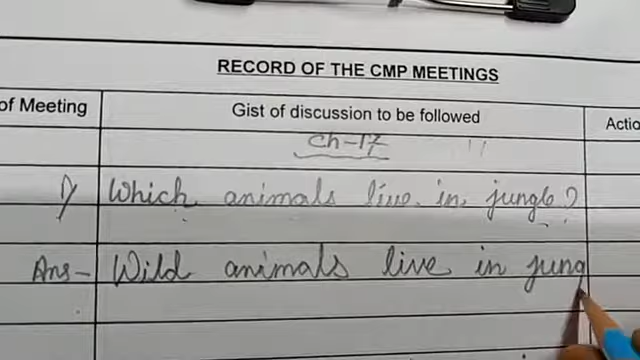 RECORD OF THE CMP MEETINGS
of Meeting Gist of discussion to be followed Actio
Ch-17
1) Which animals live in jungle?
Ans- Wild animals live in jung